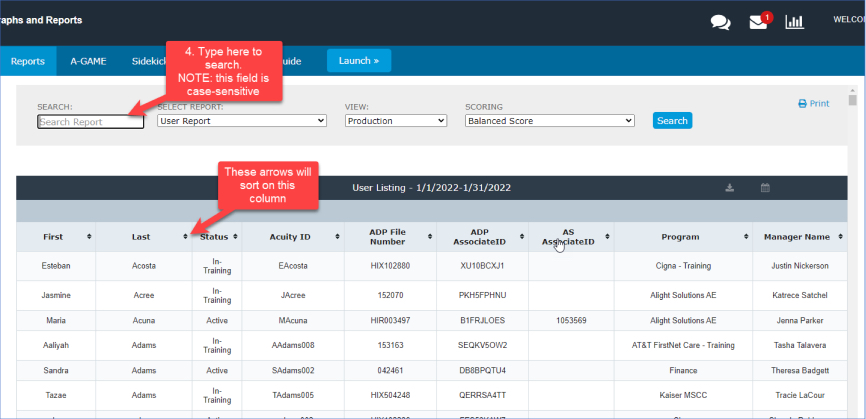 aphs and Reports
1
WELCO
Reports A-GAME Sidekick uide Launch »
4. Type here to
search.
NOTE: this field is
case-sensitive
SEARCH: SELECT REPORT: VIEW: SCORING
Search Report User Report Production Balanced Score Search
Print
These arrows will
sort on this
column
User Listing - 1/1/2022-1/31/2022
First Last Status Acuity ID ADP File Number ADP AssociateID AS AssociateID Program Manager Name
Esteban Acosta In-Training EAcosta HIX102880 XU10BCXJ1 Cigna - Training Justin Nickerson
Jasmine Acree In-Training JAcree 152070 PKH5FPHNU Alight Solutions AE Katrece Satchel
Maria Acuna Active MAcuna HIR003497 B1FRJLOES 1053569 Alight Solutions AE Jenna Parker
Aaliyah Adams In-Training AAdams008 153163 SEQKV5OW2 AT&T FirstNet Care - Training Tasha Talavera
Sandra Adams Active SAdams002 042461 DB8BPQTU4 Finance Theresa Badgett
Tazae Adams In-Training TAdams005 HIX504248 QERRSA4TT Kaiser MSCC Tracie LaCour